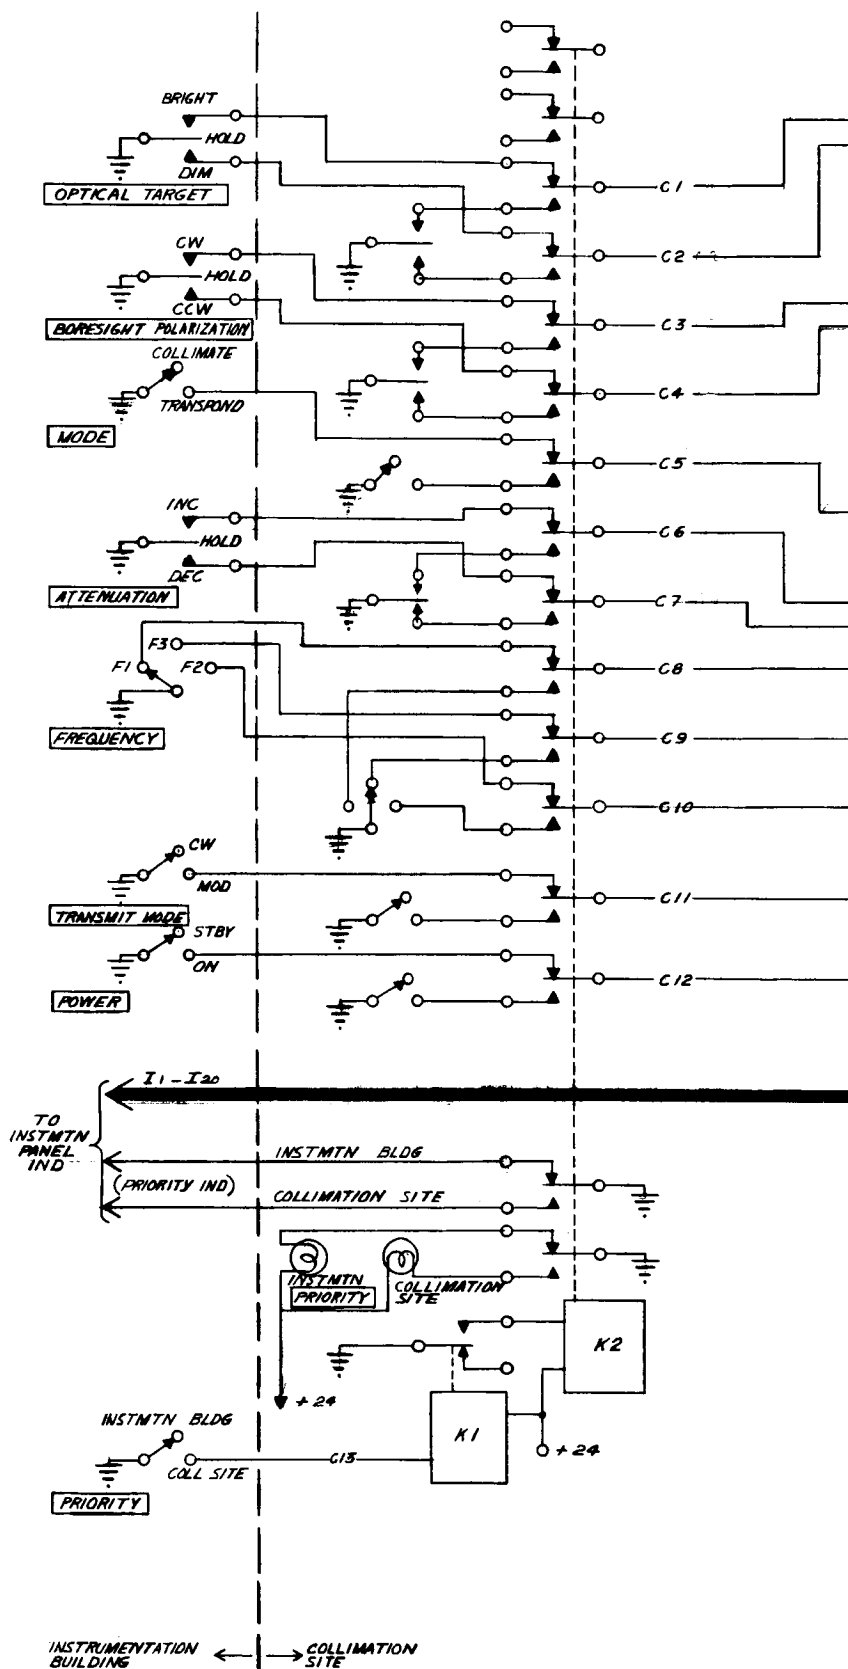 BRIGHT
HOLD
DIM
OPTICAL TARGET
C1
CW
C2
HOLD
CCW
C3
BORESIGHT POLARIZATION
COLLIMATE
TRANSPOND
C4
MODE
C5
INC
HOLD
C6
DEC
ATTENUATION
C7
F3
F1
F2
C8
FREQUENCY
C9
C10
CW
MOD
C11
TRANSMIT MODE
STBY
ON
C12
POWER
I1-I20
TO
INSTMTN
PANEL
IND
INSTMTN BLDG
(PRIORITY IND)
COLLIMATION SITE
INSTMTN
PRIORITY
COLLIMATION
SITE
K2
+24
INSTMTN BLDG
K1
+24
C13
COLL SITE
PRIORITY
INSTRUMENTATION
BUILDING
COLLIMATION
SITE